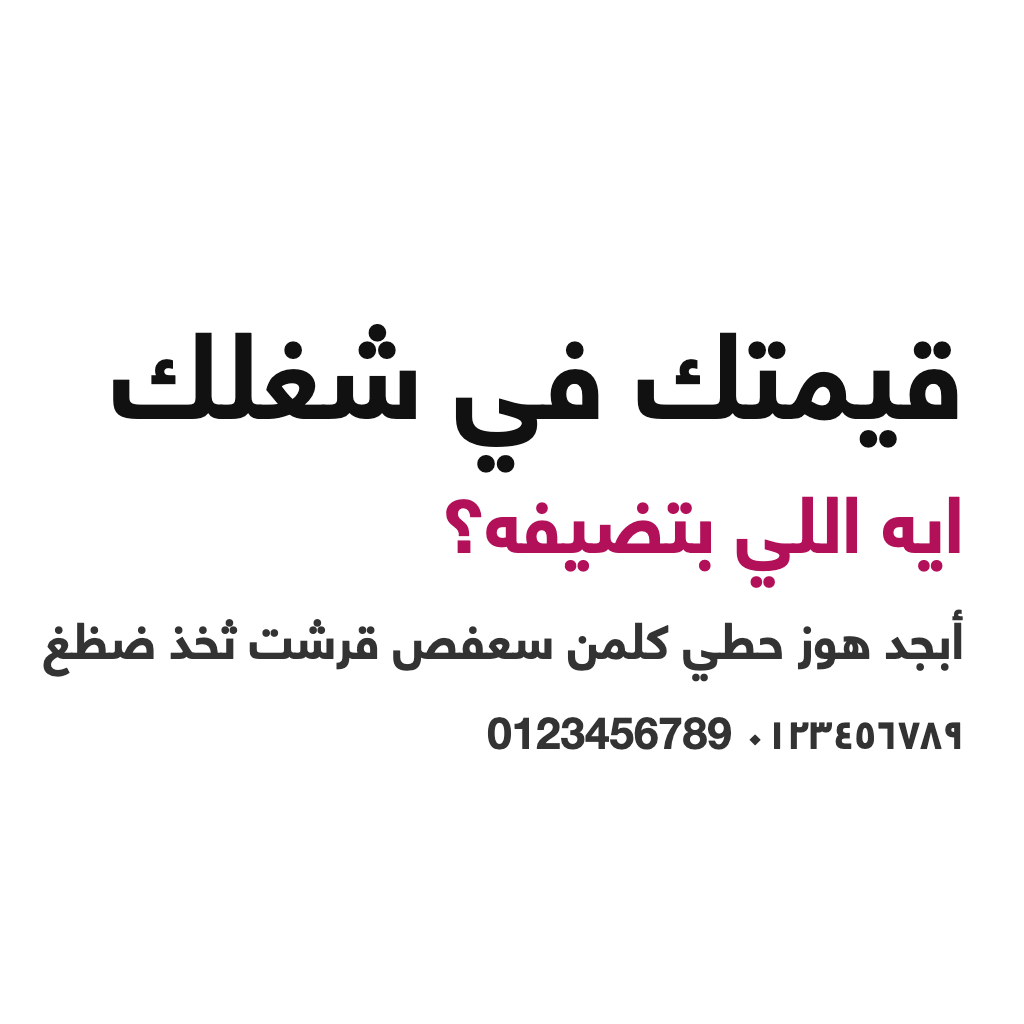 قيمتك في شغلك
ايه اللي بتضيفه؟
أبجد هوز حطي كلمن سعفص قرشت ثخذ ضظغ
٠١٢٣٤٥٦٧٨٩ 0123456789